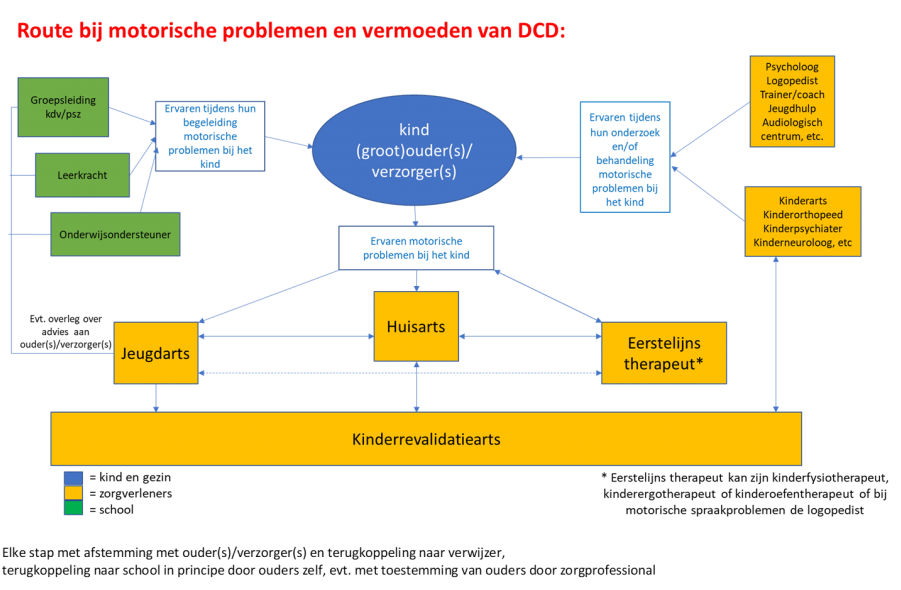 Route bij motorische problemen en vermoeden van DCD:
Groepsleiding
kdv/psz
Leerkracht
Onderwijsondersteuner
Ervaren tijdens hun
begeleiding
motorische
problemen bij het
kind
kind
(groot)ouder(s)/
verzorger(s)
Ervaren tijdens
hun onderzoek
en/of
behandeling
motorische
problemen bij
het kind
Psycholoog
Logopedist
Trainer/coach
Jeugdhulp
Audiologisch
centrum, etc.
Kinderarts
Kinderorthopeed
Kinderpsychiater
Kinderneuroloog, etc
Ervaren motorische
problemen bij het kind
Evt. overleg over
advies aan
ouder(s)/verzorger(s)
Jeugdarts
Huisarts
Eerstelijns
therapeut*
Kinderrevalidatiearts
= kind en gezin
= zorgverleners
= school
* Eerstelijns therapeut kan zijn kinderfysiotherapeut,
kinderergotherapeut of kinderoefentherapeut of bij
motorische spraakproblemen de logopedist
Elke stap met afstemming met ouder(s)/verzorger(s) en terugkoppeling naar verwijzer,
terugkoppeling naar school in principe door ouders zelf, evt. met toestemming van ouders door zorgprofessional